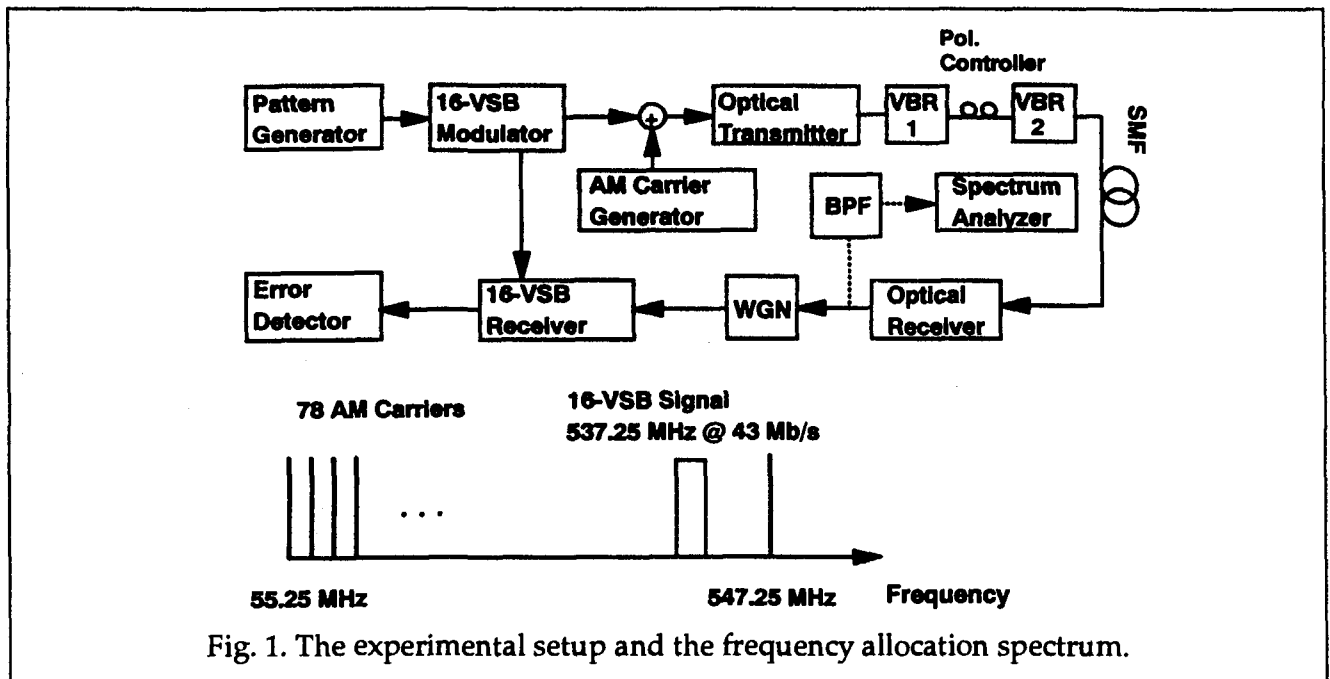 Pol.
Controller
Pattern
Generator
16-VSB
Modulator
+
Optical
Transmitter
VBR
1
VBR
2
SMF
AM Carrier
Generator
BPF
Spectrum
Analyzer
Error
Detector
16-VSB
Receiver
WGN
Optical
Receiver
78 AM Carriers
16-VSB Signal
537.25 MHz @ 43 Mb/s
. . .
55.25 MHz
547.25 MHz
Frequency
Fig. 1. The experimental setup and the frequency allocation spectrum.